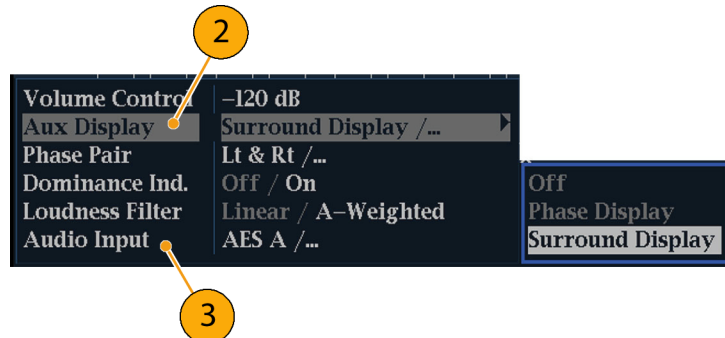 2
Volume Control –120 dB
Aux Display Surround Display /...
Phase Pair Lt & Rt /...
Dominance Ind. Off / On
Loudness Filter Linear / A–Weighted
Audio Input AES A /...
Off
Phase Display
Surround Display
3